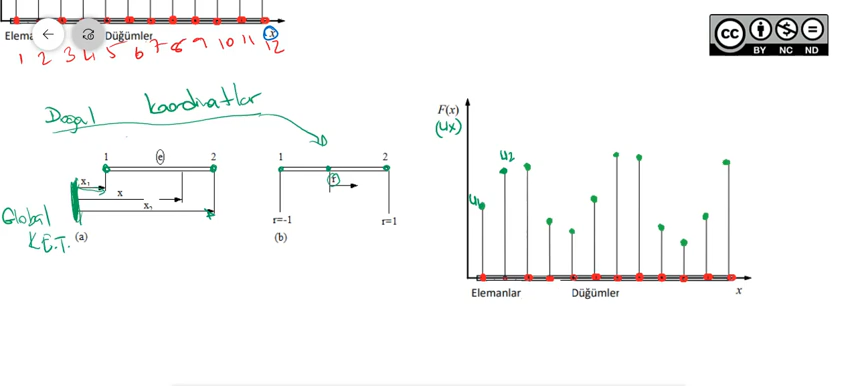 Elema
Düğümler
x
1 2 3 4 5 6 7 8 9 10 11 12
cc
BY NC ND
Doğal koordinatlar
1 e 2
x₁
x
x₂
Global
K.E.T.
(a)
1 2
r
r=-1
r=1
(b)
F(x)
(ux)
u₁
u₂
Elemanlar
Düğümler
x